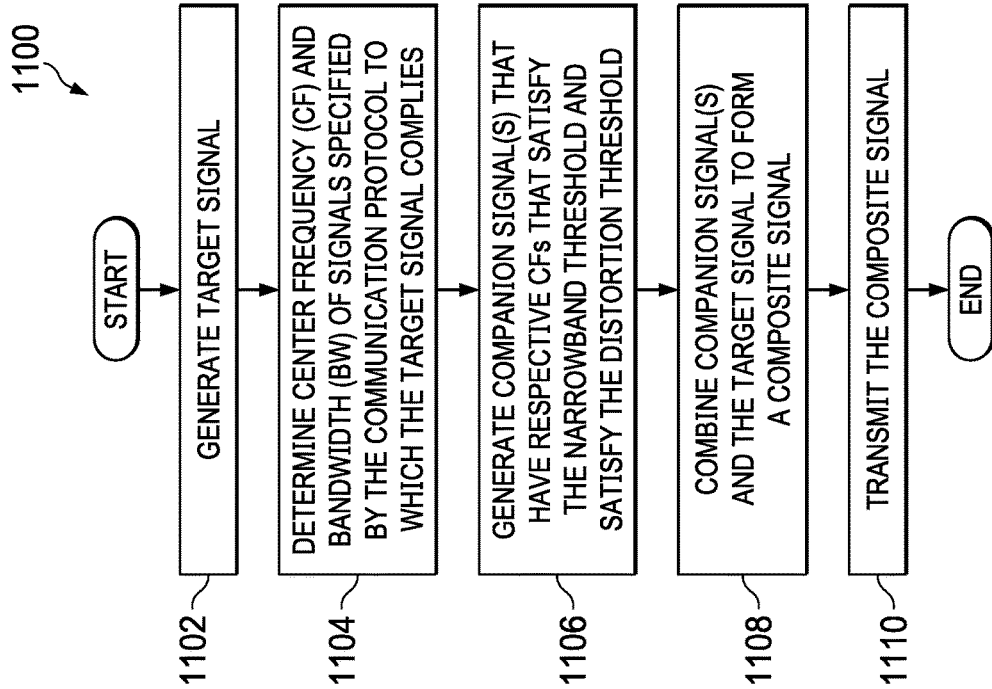 1100
START
GENERATE TARGET SIGNAL
1102
DETERMINE CENTER FREQUENCY (CF) AND
BANDWIDTH (BW) OF SIGNALS SPECIFIED
BY THE COMMUNICATION PROTOCOL TO
WHICH THE TARGET SIGNAL COMPLIES
1104
GENERATE COMPANION SIGNAL(S) THAT
HAVE RESPECTIVE CFs THAT SATISFY
THE NARROWBAND THRESHOLD AND
SATISFY THE DISTORTION THRESHOLD
1106
COMBINE COMPANION SIGNAL(S)
AND THE TARGET SIGNAL TO FORM
A COMPOSITE SIGNAL
1108
TRANSMIT THE COMPOSITE SIGNAL
1110
END